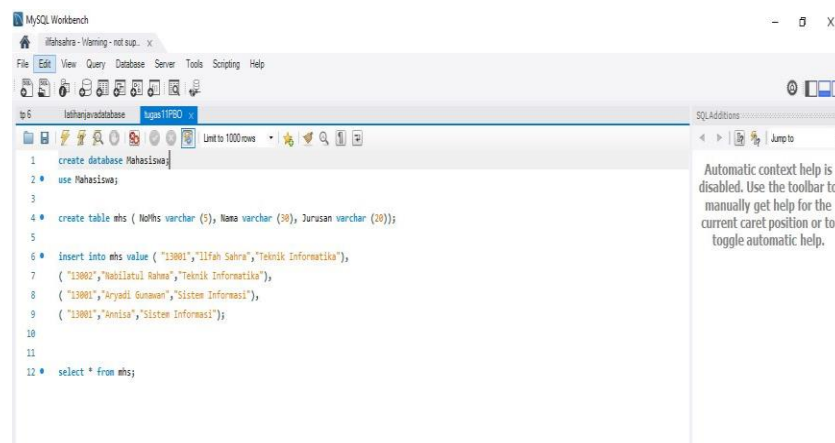 MySQL Workbench
ilfahsahra - Warning - not sup... x
File Edit View Query Database Server Tools Scripting Help
tp 6 latihanjavadatabase tugas11PBO x
SQLAdditions
Limit to 1000 rows
Jump to
1 create database Mahasiswa;
2 use Mahasiswa;
3
4 create table mhs ( NoMhs varchar (5), Nama varchar (30), Jurusan varchar (20));
5
6 insert into mhs value ( "13001","Ilfah Sahra","Teknik Informatika"),
7 ( "13002","Nabilatul Rahma","Teknik Informatika"),
8 ( "13001","Aryadi Gunawan","Sistem Informasi"),
9 ( "13001","Annisa","Sistem Informasi");
10
11
12 select * from mhs;
Automatic context help is
disabled. Use the toolbar to
manually get help for the
current caret position or to
toggle automatic help.